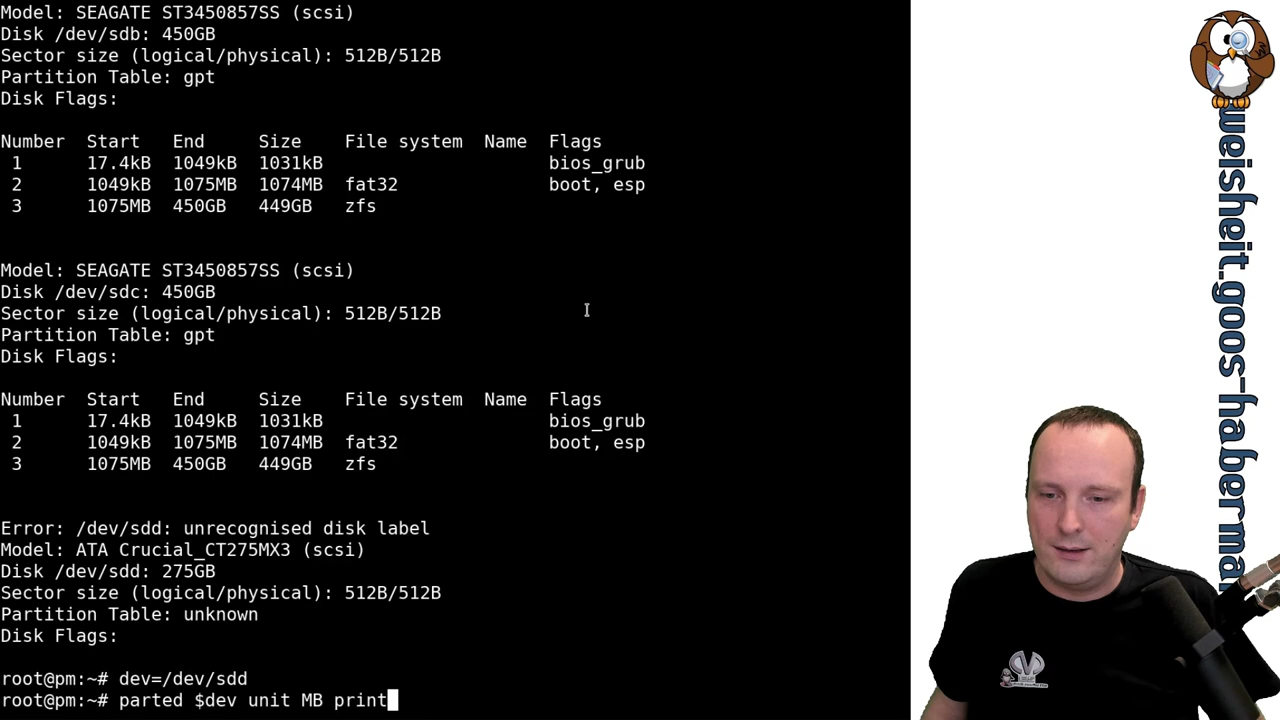 Model: SEAGATE ST3450857SS (scsi)
Disk /dev/sdb: 450GB
Sector size (logical/physical): 512B/512B
Partition Table: gpt
Disk Flags:
Number  Start   End     Size    File system  Name  Flags
 1      17.4kB  1049kB  1031kB                     bios_grub
 2      1049kB  1075MB  1074MB  fat32              boot, esp
 3      1075MB  450GB   449GB   zfs
Model: SEAGATE ST3450857SS (scsi)
Disk /dev/sdc: 450GB
Sector size (logical/physical): 512B/512B
Partition Table: gpt
Disk Flags:
Number  Start   End     Size    File system  Name  Flags
 1      17.4kB  1049kB  1031kB                     bios_grub
 2      1049kB  1075MB  1074MB  fat32              boot, esp
 3      1075MB  450GB   449GB   zfs
Error: /dev/sdd: unrecognised disk label
Model: ATA Crucial_CT275MX3 (scsi)
Disk /dev/sdd: 275GB
Sector size (logical/physical): 512B/512B
Partition Table: unknown
Disk Flags:
root@pm:~# dev=/dev/sdd
root@pm:~# parted $dev unit MB print
weisheit.goos-haberma